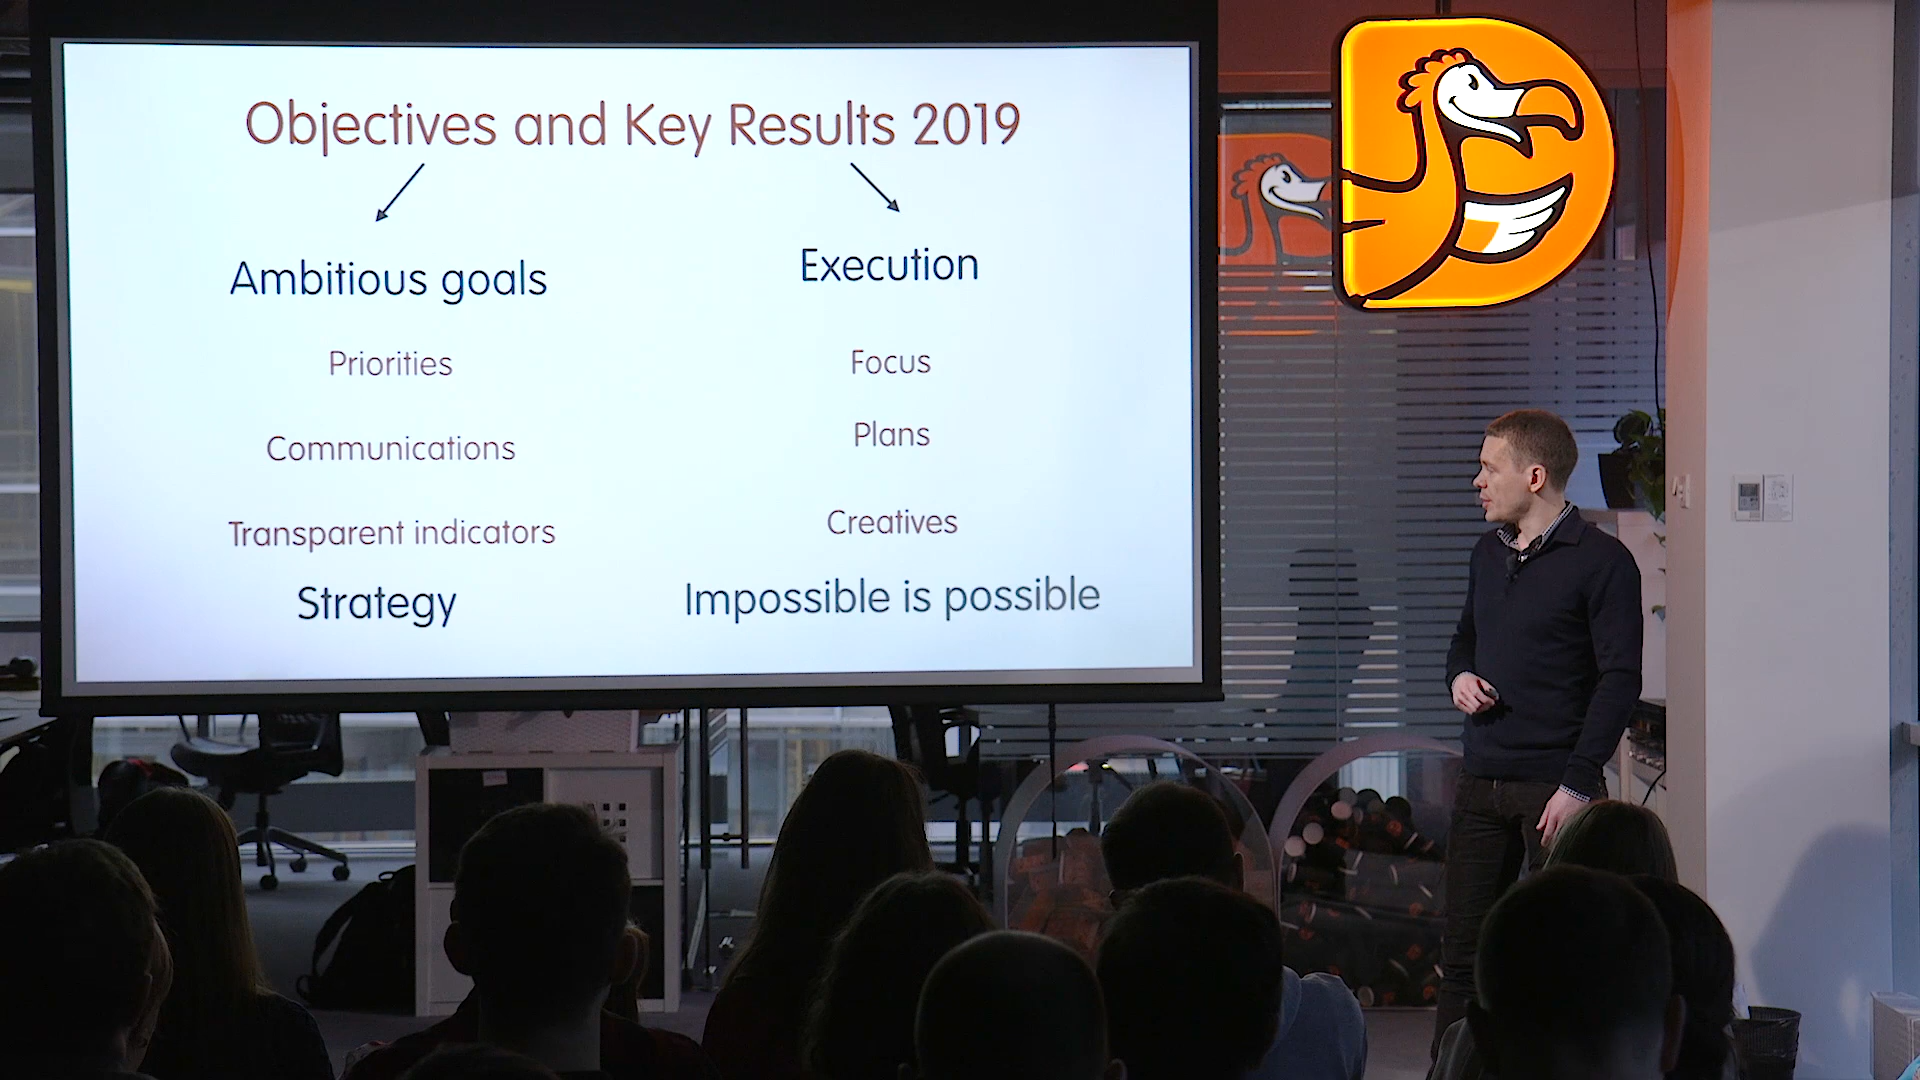 Objectives and Key Results 2019
Ambitious goals
Priorities
Communications
Transparent indicators
Strategy
Execution
Focus
Plans
Creatives
Impossible is possible